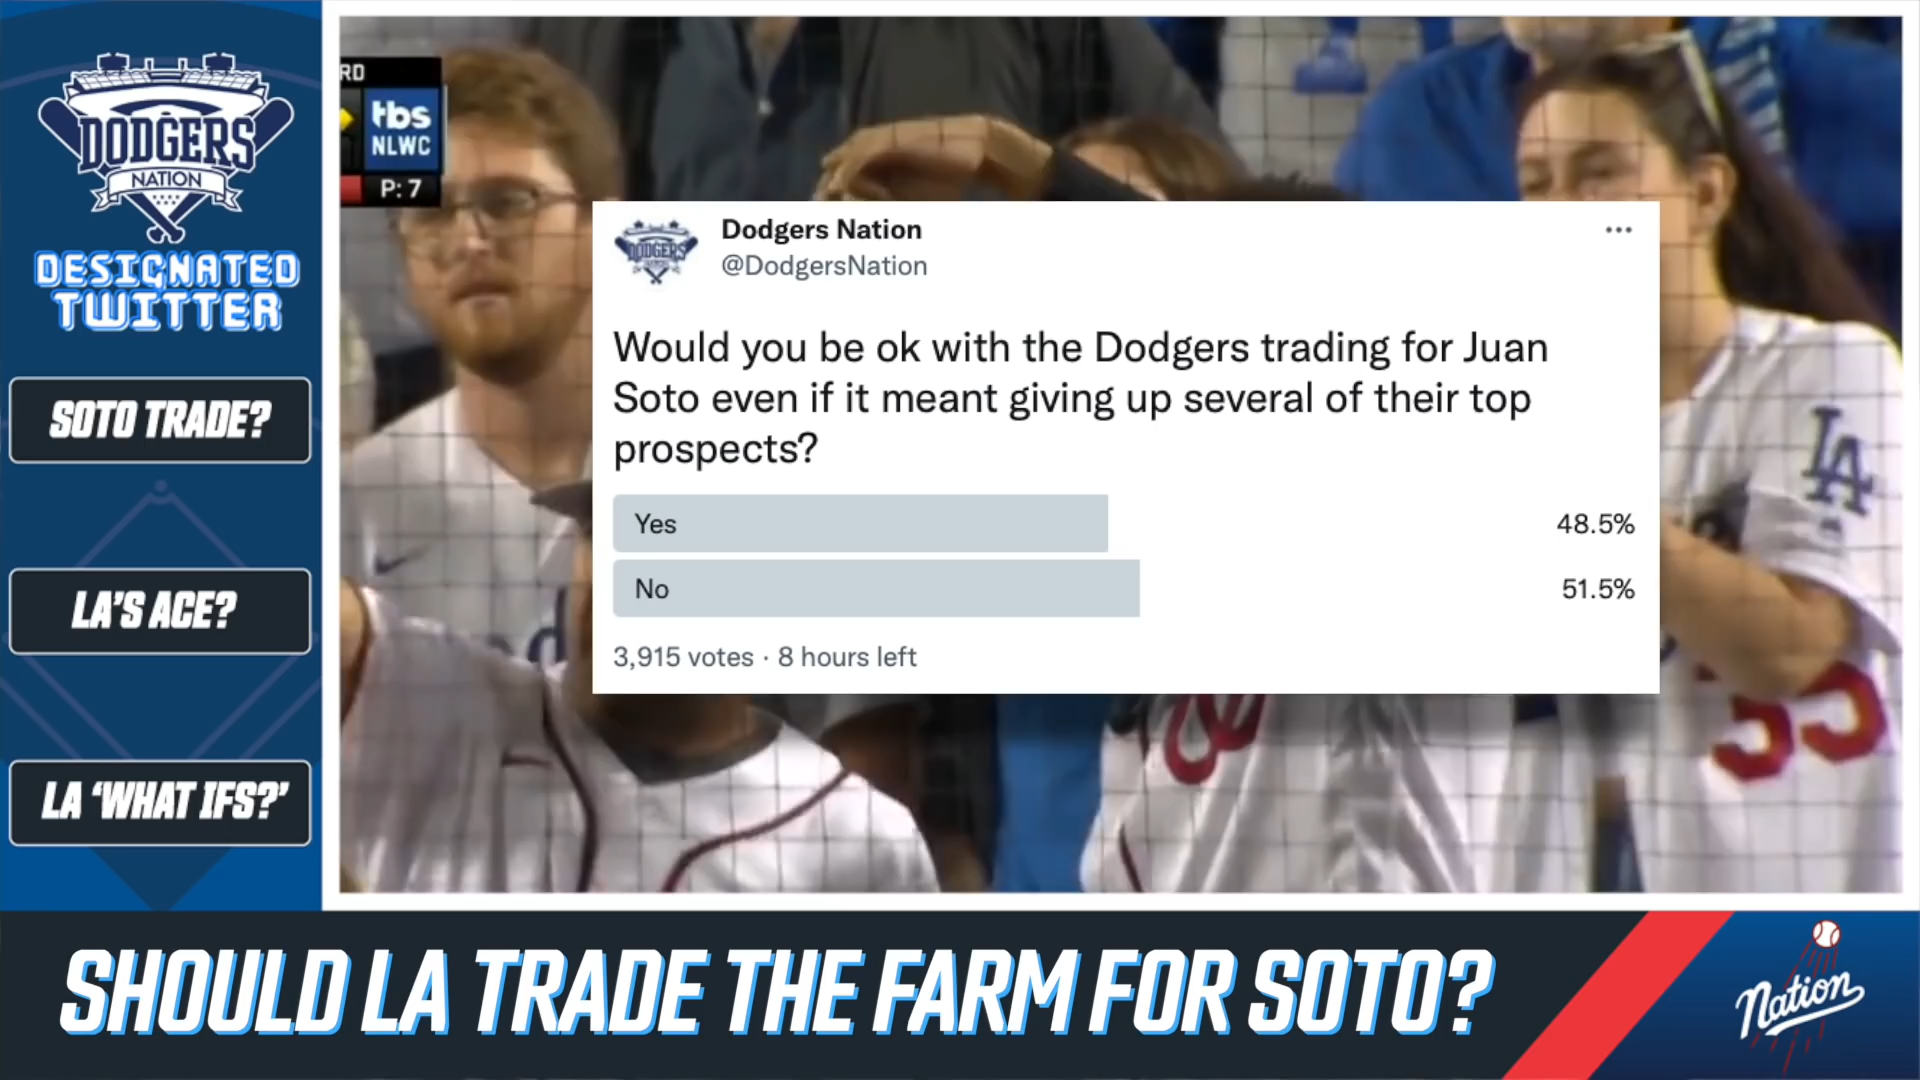 DODGERS
NATION
DESIGNATED
TWITTER
SOTO TRADE?
LA'S ACE?
LA 'WHAT IFS?'
RD
tbs
NLWC
P: 7
DODGERS
Dodgers Nation
@DodgersNation
Would you be ok with the Dodgers trading for Juan
Soto even if it meant giving up several of their top
prospects?
Yes 48.5%
No 51.5%
3,915 votes · 8 hours left
LA
35
SHOULD LA TRADE THE FARM FOR SOTO?
Nation